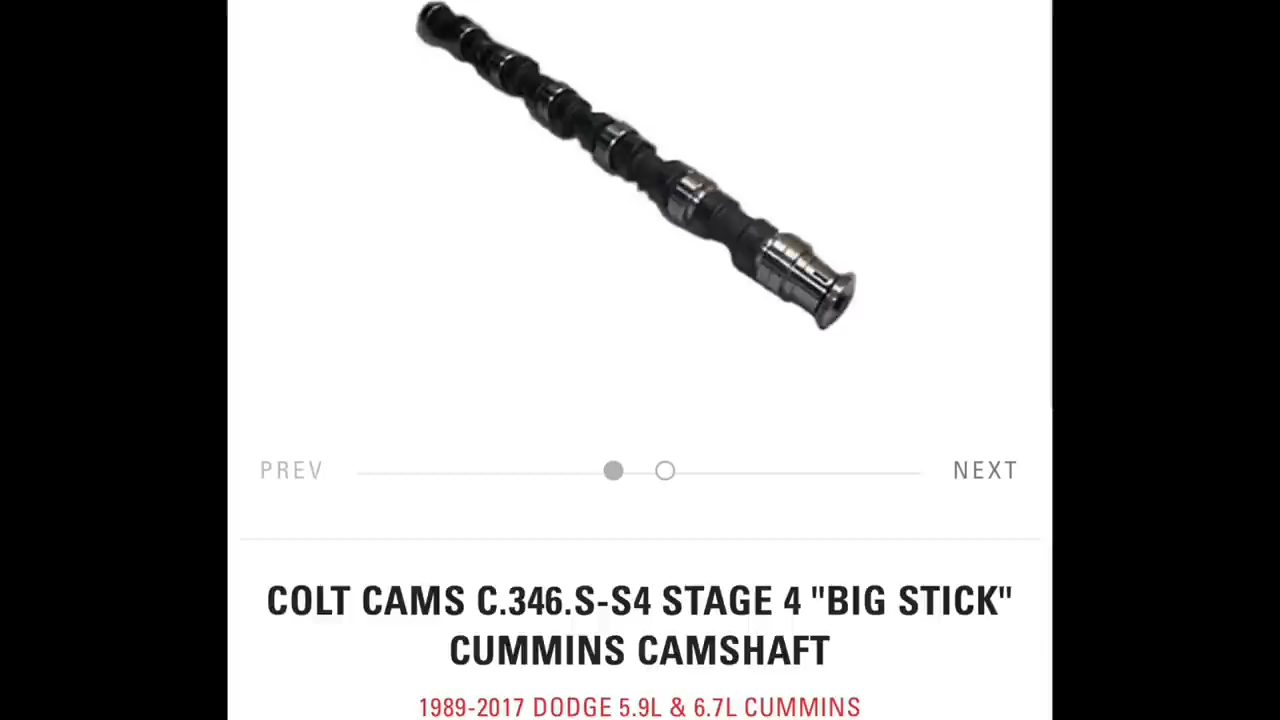 PREV
NEXT
COLT CAMS C.346.S-S4 STAGE 4 "BIG STICK"
CUMMINS CAMSHAFT
1989-2017 DODGE 5.9L & 6.7L CUMMINS